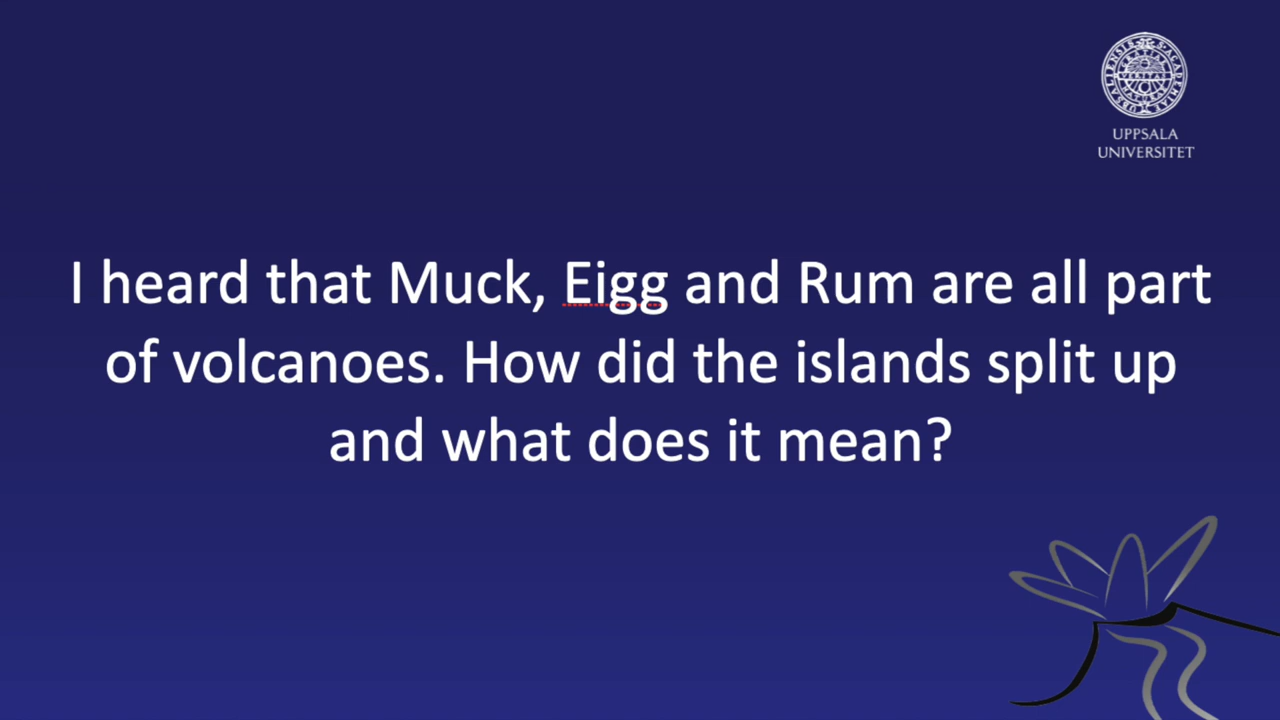 UPPSALA
UNIVERSITET
I heard that Muck, Eigg and Rum are all part
of volcanoes. How did the islands split up
and what does it mean?